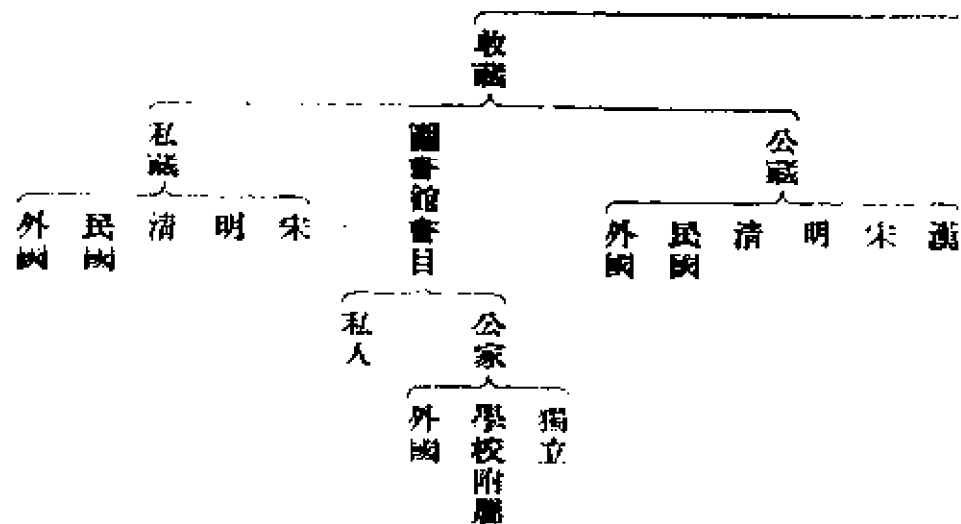 收藏
公藏
漢
宋
明
清
民國
外國
圖書館書目
公家
獨立
學校附屬
外國
私人
私藏
宋
明
清
民國
外國